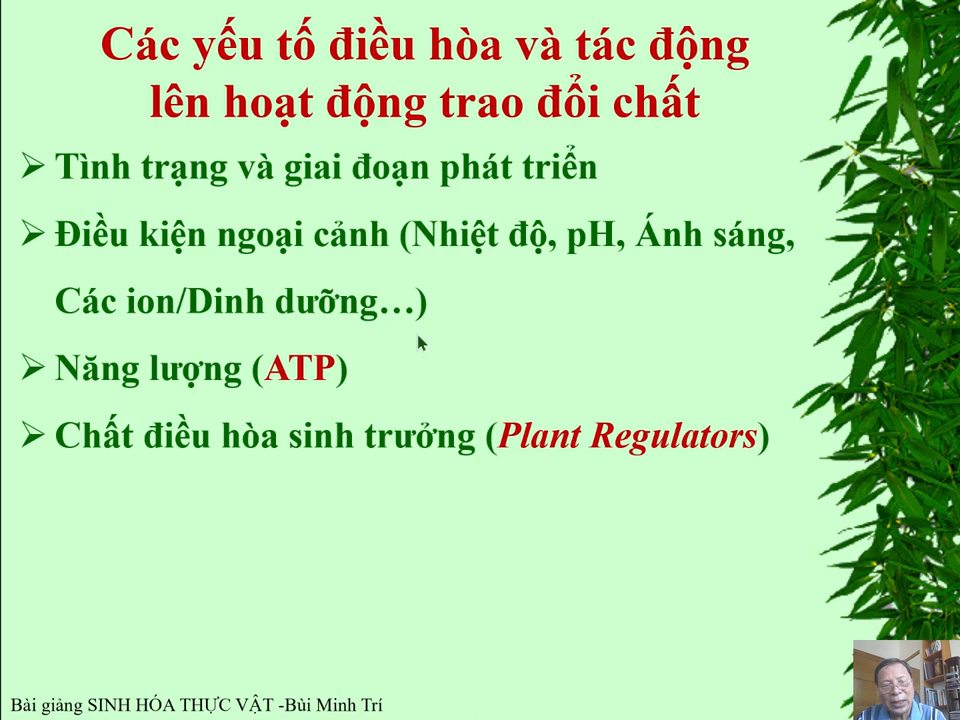 Các yếu tố điều hòa và tác động
lên hoạt động trao đổi chất
➢ Tình trạng và giai đoạn phát triển
➢ Điều kiện ngoại cảnh (Nhiệt độ, pH, Ánh sáng,
Các ion/Dinh dưỡng…)
➢ Năng lượng (ATP)
➢ Chất điều hòa sinh trưởng (Plant Regulators)
Bài giảng SINH HÓA THỰC VẬT -Bùi Minh Trí